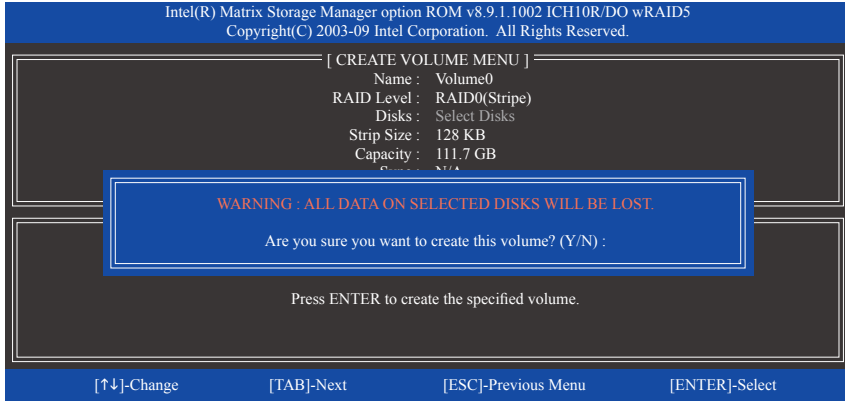 Intel(R) Matrix Storage Manager option ROM v8.9.1.1002 ICH10R/DO wRAID5
Copyright(C) 2003-09 Intel Corporation. All Rights Reserved.
[ CREATE VOLUME MENU ]
Name : Volume0
RAID Level : RAID0(Stripe)
Disks : Select Disks
Strip Size : 128 KB
Capacity : 111.7 GB
WARNING : ALL DATA ON SELECTED DISKS WILL BE LOST.
Are you sure you want to create this volume? (Y/N) :
Press ENTER to create the specified volume.
[↑↓]-Change [TAB]-Next [ESC]-Previous Menu [ENTER]-Select